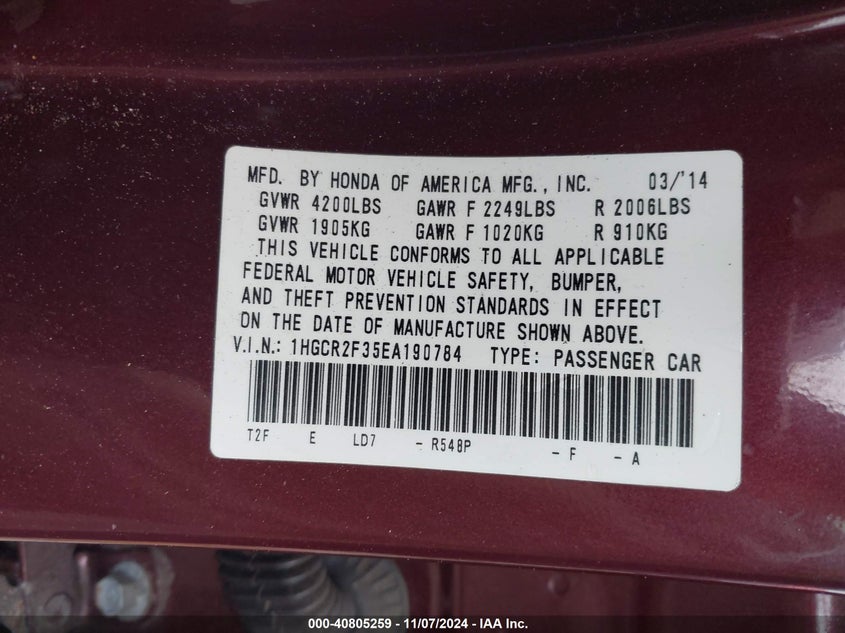 MFD. BY HONDA OF AMERICA MFG., INC. 03/'14
GVWR 4200LBS GAWR F 2249LBS R 2006LBS
GVWR 1905KG GAWR F 1020KG R 910KG
THIS VEHICLE CONFORMS TO ALL APPLICABLE
FEDERAL MOTOR VEHICLE SAFETY, BUMPER,
AND THEFT PREVENTION STANDARDS IN EFFECT
ON THE DATE OF MANUFACTURE SHOWN ABOVE.
V.I.N.: 1HGCR2F35EA190784 TYPE: PASSENGER CAR
T2F E LD7 - R548P - F - A
000-40805259 - 11/07/2024 - IAA Inc.